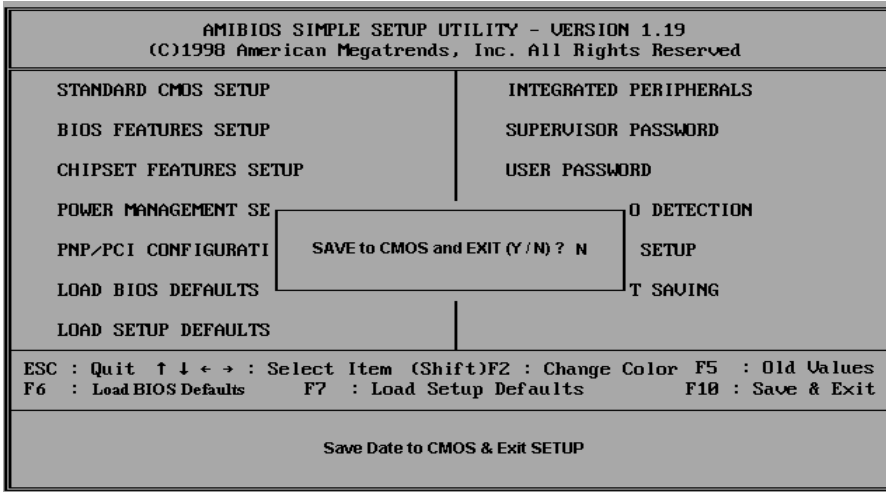 AMIBIOS SIMPLE SETUP UTILITY - VERSION 1.19
(C)1998 American Megatrends, Inc. All Rights Reserved
STANDARD CMOS SETUP
BIOS FEATURES SETUP
CHIPSET FEATURES SETUP
POWER MANAGEMENT SE
PNP/PCI CONFIGURATI
LOAD BIOS DEFAULTS
LOAD SETUP DEFAULTS
INTEGRATED PERIPHERALS
SUPERVISOR PASSWORD
USER PASSWORD
O DETECTION
SETUP
T SAVING
SAVE to CMOS and EXIT (Y / N) ? N
ESC : Quit ↑ ↓ ← → : Select Item (Shift)F2 : Change Color F5 : Old Values
F6 : Load BIOS Defaults F7 : Load Setup Defaults F10 : Save & Exit
Save Date to CMOS & Exit SETUP